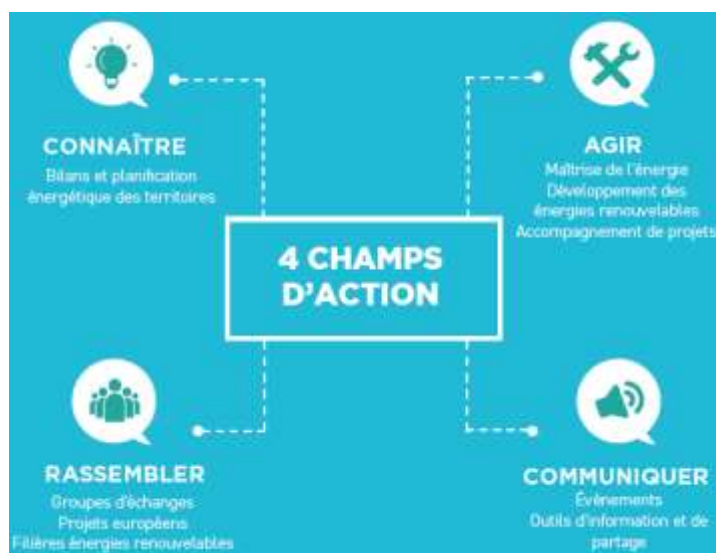 CONNAÎTRE
Bilans et planification
énergétique des territoires
AGIR
Maîtrise de l'énergie
Développement des
énergies renouvelables
Accompagnement de projets
4 CHAMPS
D'ACTION
RASSEMBLER
Groupes d'échanges
Projets européens
Filières énergies renouvelables
COMMUNIQUER
Évènements
Outils d'information et de
partage